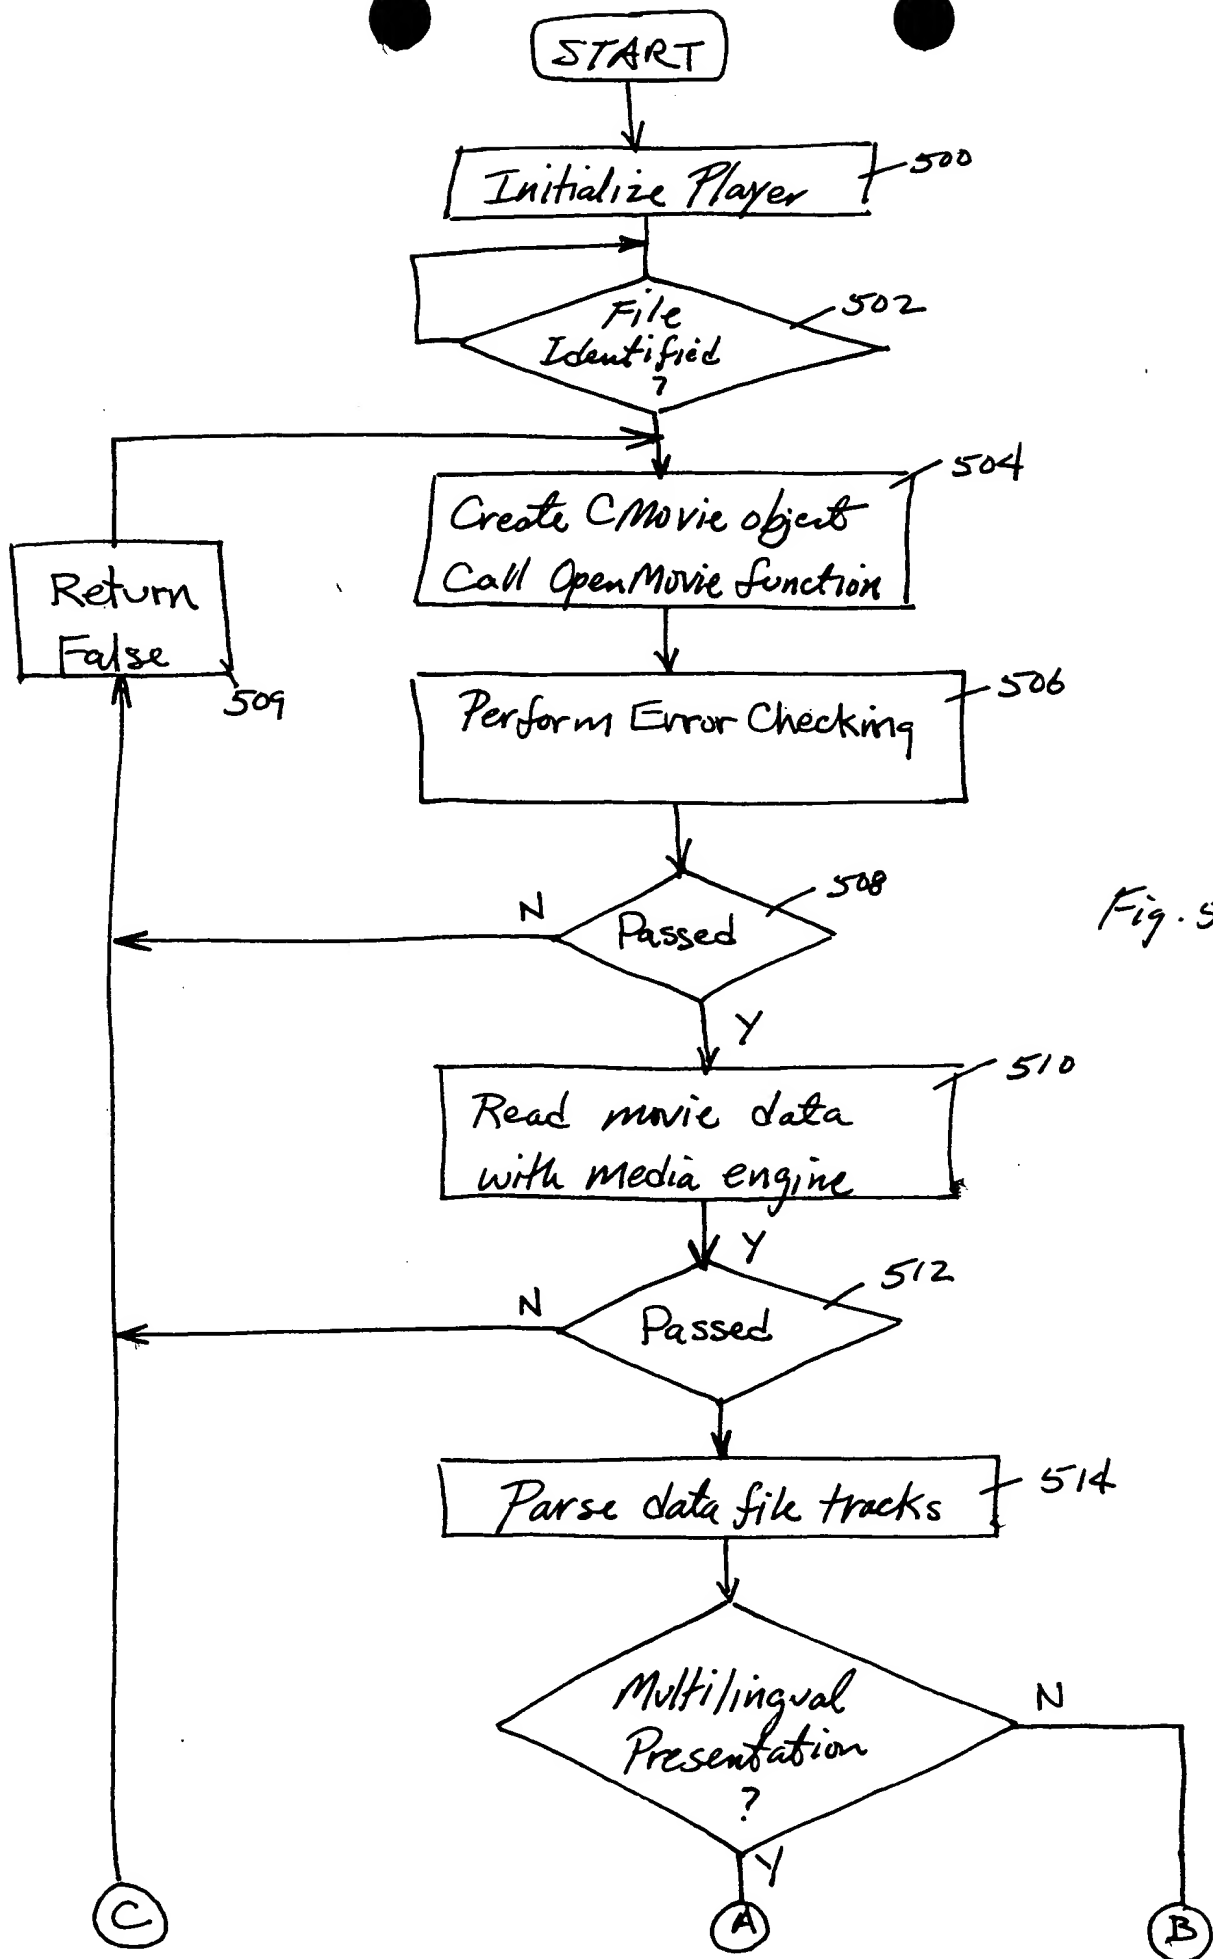 START
Initialize Player
500
File
Identified
?
502
504
Create CMovie object
Call OpenMovie function
Return
False
509
506
Perform Error Checking
508
N
Passed
Fig. 5
Y
510
Read movie data
with media engine
Y
512
N
Passed
514
Parse data file tracks
Multilingual
Presentation
?
N
Y
C
A
B